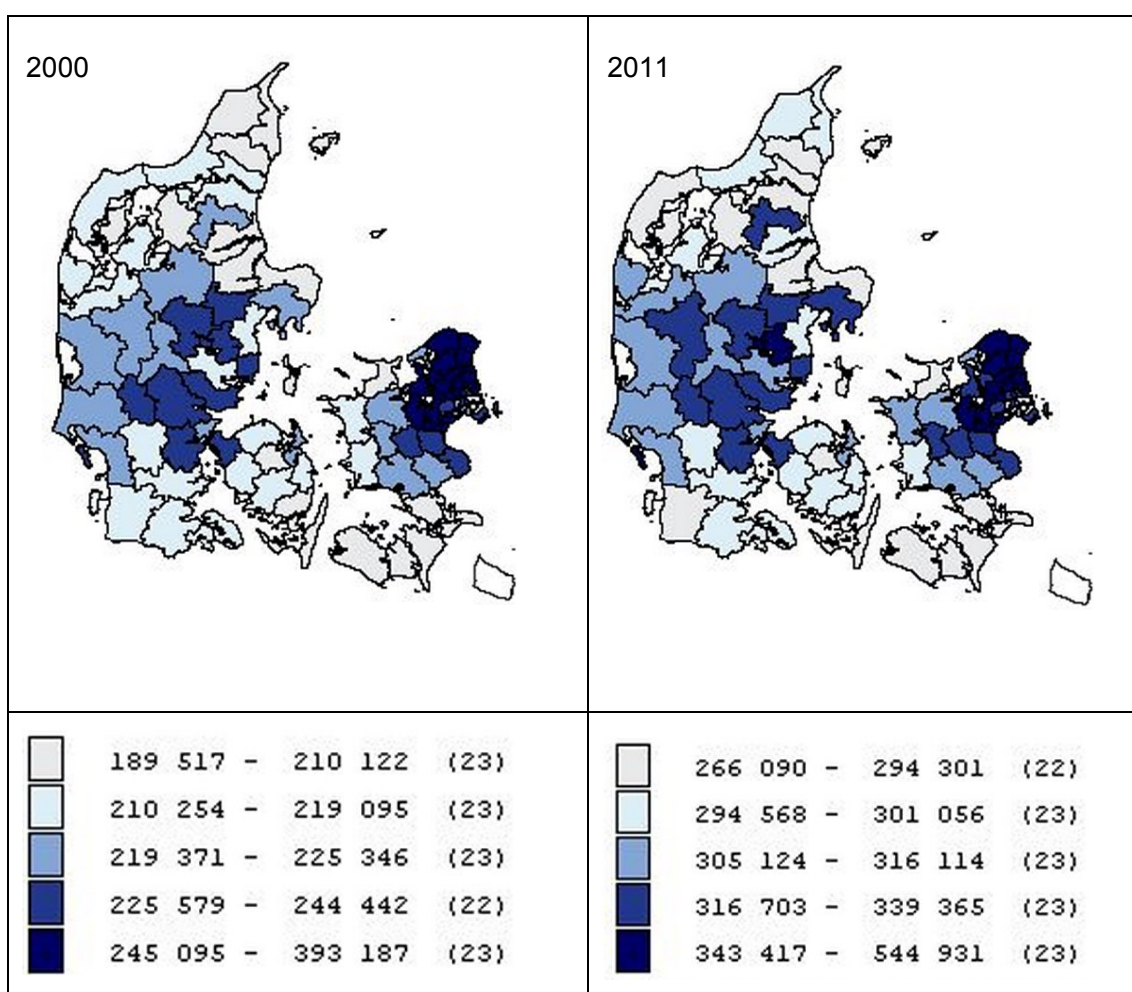 2000
2011
189 517 - 210 122 (23)
210 254 - 219 095 (23)
219 371 - 225 346 (23)
225 579 - 244 442 (22)
245 095 - 393 187 (23)
266 090 - 294 301 (22)
294 568 - 301 056 (23)
305 124 - 316 114 (23)
316 703 - 339 365 (23)
343 417 - 544 931 (23)